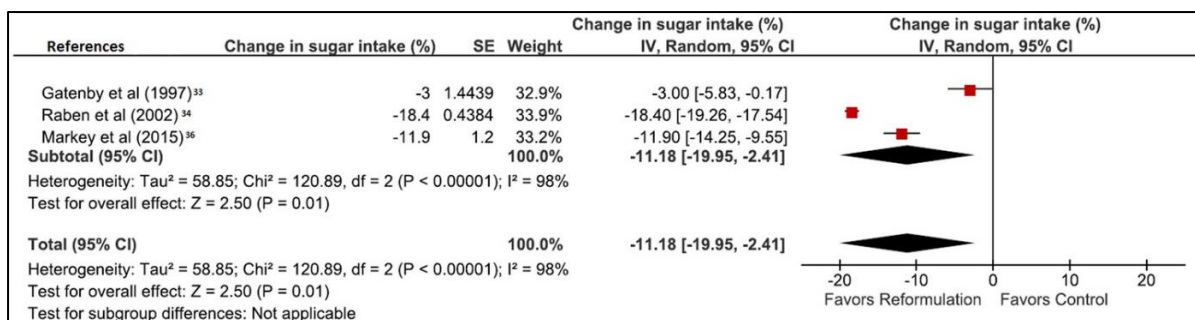 Change in sugar intake (%) Change in sugar intake (%)
References Change in sugar intake (%) SE Weight IV, Random, 95% CI IV, Random, 95% CI
Gatenby et al (1997)³³ -3 1.4439 32.9% -3.00 [-5.83, -0.17]
Raben et al (2002) ³⁴ -18.4 0.4384 33.9% -18.40 [-19.26, -17.54]
Markey et al (2015)³⁶ -11.9 1.2 33.2% -11.90 [-14.25, -9.55]
Subtotal (95% CI) 100.0% -11.18 [-19.95, -2.41]
Heterogeneity: Tau² = 58.85; Chi² = 120.89, df = 2 (P < 0.00001); I² = 98%
Test for overall effect: Z = 2.50 (P = 0.01)
Total (95% CI) 100.0% -11.18 [-19.95, -2.41]
Heterogeneity: Tau² = 58.85; Chi² = 120.89, df = 2 (P < 0.00001); I² = 98%
Test for overall effect: Z = 2.50 (P = 0.01)
Test for subgroup differences: Not applicable
-20 -10 0 10 20
Favors Reformulation Favors Control